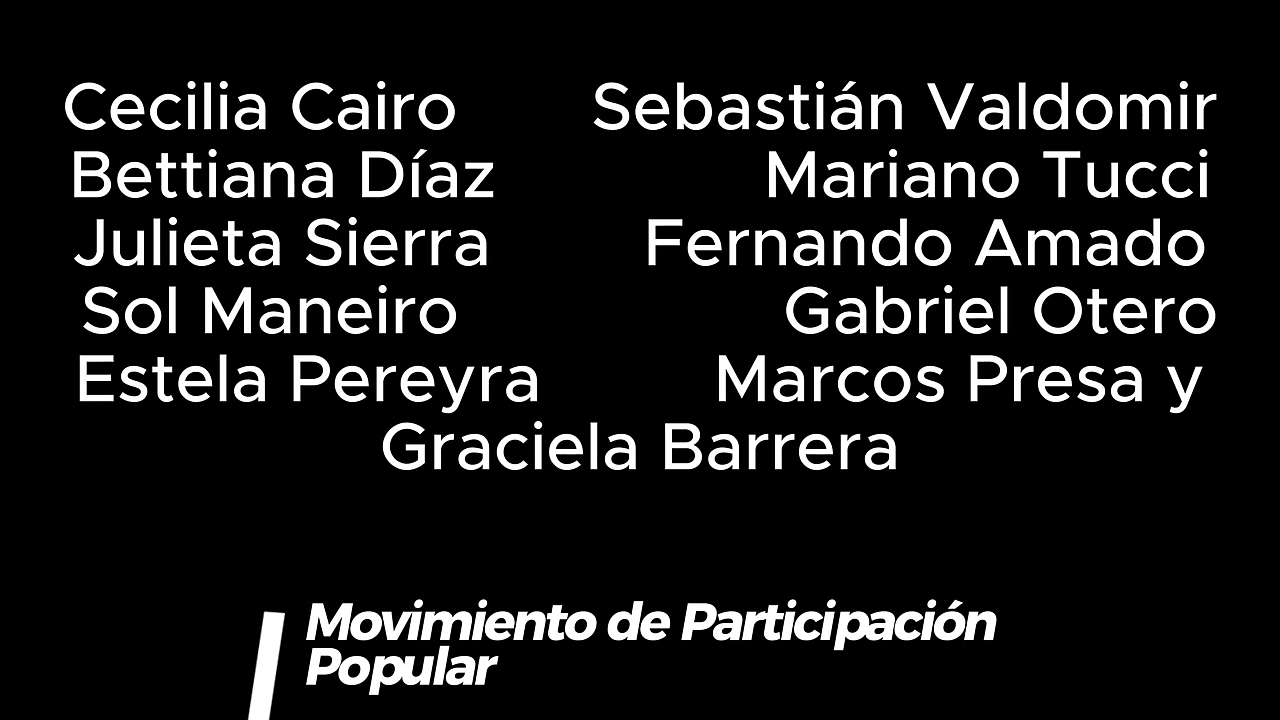 Cecilia Cairo Sebastián Valdomir
Bettiana Díaz Mariano Tucci
Julieta Sierra Fernando Amado
Sol Maneiro Gabriel Otero
Estela Pereyra Marcos Presa y
Graciela Barrera
Movimiento de Participación
Popular